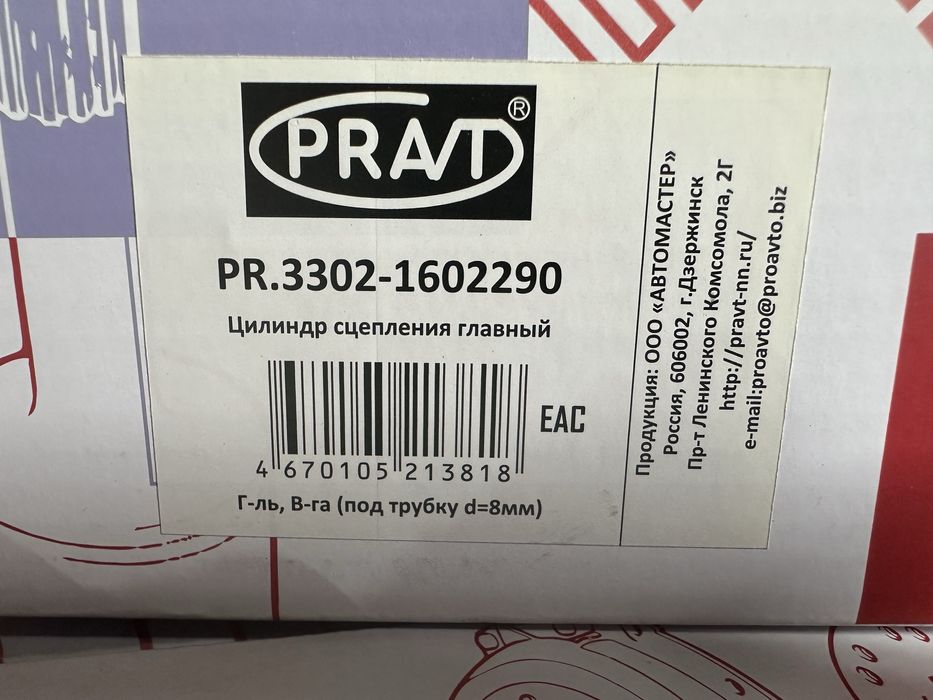 PRAVT®
PR.3302-1602290
Цилиндр сцепления главный
EAC
4 670105 213818
Г-ль, В-га (под трубку d=8мм)
Продукция: ООО «АВТОМАСТЕР»
Россия, 606002, г.Дзержинск
Пр-т Ленинского Комсомола, 2Г
http://pravt-nn.ru/
e-mail:proavto@proavto.biz